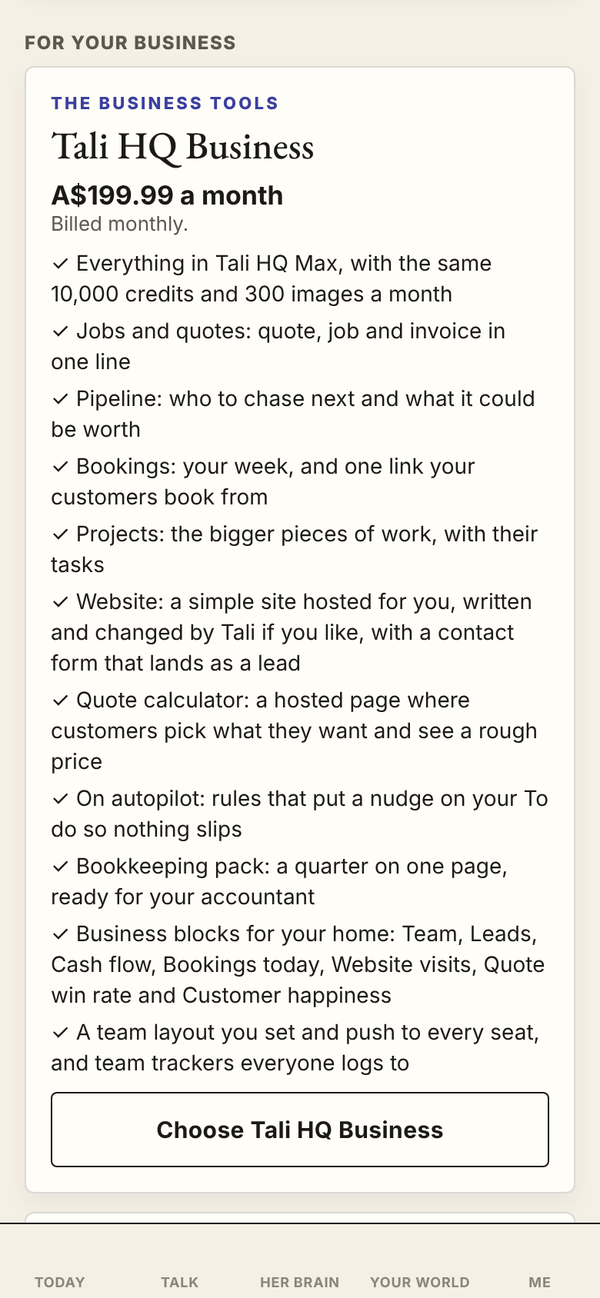 FOR YOUR BUSINESS
THE BUSINESS TOOLS
Tali HQ Business
A$199.99 a month
Billed monthly.
✓ Everything in Tali HQ Max, with the same
10,000 credits and 300 images a month
✓ Jobs and quotes: quote, job and invoice in
one line
✓ Pipeline: who to chase next and what it could
be worth
✓ Bookings: your week, and one link your
customers book from
✓ Projects: the bigger pieces of work, with their
tasks
✓ Website: a simple site hosted for you, written
and changed by Tali if you like, with a contact
form that lands as a lead
✓ Quote calculator: a hosted page where
customers pick what they want and see a rough
price
✓ On autopilot: rules that put a nudge on your To
do so nothing slips
✓ Bookkeeping pack: a quarter on one page,
ready for your accountant
✓ Business blocks for your home: Team, Leads,
Cash flow, Bookings today, Website visits, Quote
win rate and Customer happiness
✓ A team layout you set and push to every seat,
and team trackers everyone logs to
Choose Tali HQ Business
TODAY TALK HER BRAIN YOUR WORLD ME